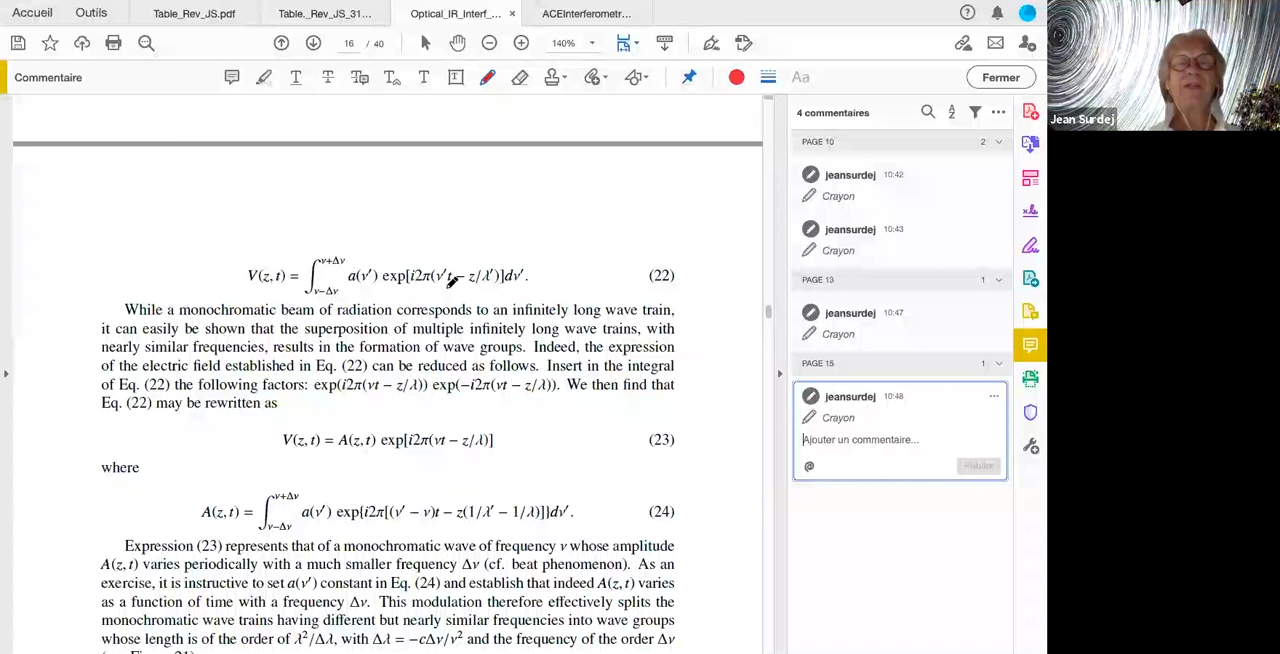 Accueil Outils Table_Rev_JS.pdf Table._Rev_JS_31... Optical_IR_Interf_... × ACEInterferometr...
16 / 40 140%
Commentaire Aa Fermer
Jean Surdej
4 commentaires
PAGE 10 2
jeansurdej 10:42
Crayon
jeansurdej 10:43
Crayon
PAGE 13 1
jeansurdej 10:47
Crayon
PAGE 15 1
jeansurdej 10:48 ...
Crayon
Ajouter un commentaire...
@ Publier
V(z, t) = ∫_{ν−Δν}^{ν+Δν} a(ν′) exp[i2π(ν′t − z/λ′)]dν′. (22)
While a monochromatic beam of radiation corresponds to an infinitely long wave train,
it can easily be shown that the superposition of multiple infinitely long wave trains, with
nearly similar frequencies, results in the formation of wave groups. Indeed, the expression
of the electric field established in Eq. (22) can be reduced as follows. Insert in the integral
of Eq. (22) the following factors: exp(i2π(νt − z/λ)) exp(−i2π(νt − z/λ)). We then find that
Eq. (22) may be rewritten as
V(z, t) = A(z, t) exp[i2π(νt − z/λ)] (23)
where
A(z, t) = ∫_{ν−Δν}^{ν+Δν} a(ν′) exp{i2π[(ν′ − ν)t − z(1/λ′ − 1/λ)]}dν′. (24)
Expression (23) represents that of a monochromatic wave of frequency ν whose amplitude
A(z, t) varies periodically with a much smaller frequency Δν (cf. beat phenomenon). As an
exercise, it is instructive to set a(ν′) constant in Eq. (24) and establish that indeed A(z, t) varies
as a function of time with a frequency Δν. This modulation therefore effectively splits the
monochromatic wave trains having different but nearly similar frequencies into wave groups
whose length is of the order of λ²/Δλ, with Δλ = −cΔν/ν² and the frequency of the order Δν